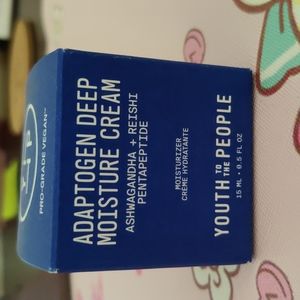 PRO-GRADE VEGAN™
ADAPTOGEN DEEP
MOISTURE CREAM
ASHWAGANDHA + REISHI
PENTAPEPTIDE
MOISTURIZER
CRÈME HYDRATANTE
YOUTH TO THE PEOPLE
15 ML • 0.5 FL OZ